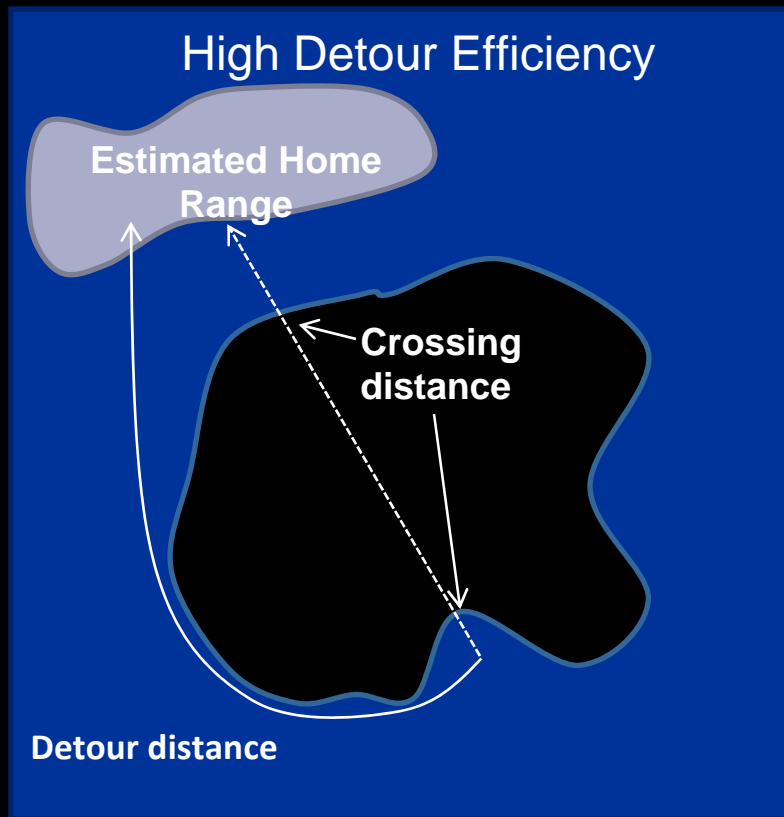 High Detour Efficiency
Estimated Home
Range
Crossing
distance
Detour distance